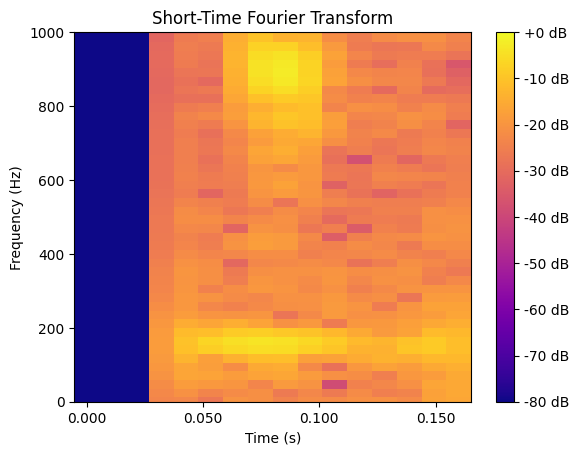 Short-Time Fourier Transform
Frequency (Hz)
1000
800
600
400
200
0
0.000
0.050
0.100
0.150
Time (s)
+0 dB
-10 dB
-20 dB
-30 dB
-40 dB
-50 dB
-60 dB
-70 dB
-80 dB